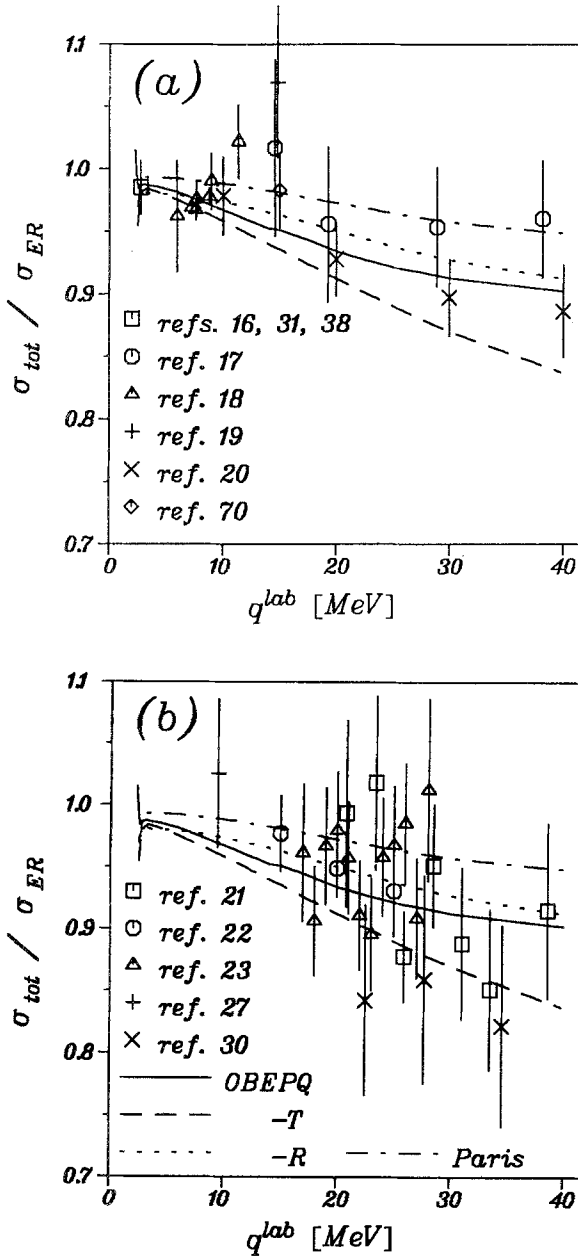 1.1
(a)
1.0
0.9
σ_tot / σ_ER
refs. 16, 31, 38
ref. 17
ref. 18
0.8
ref. 19
ref. 20
ref. 70
0.7
0 10 20 30 40
q^lab [MeV]
1.1
(b)
1.0
0.9
σ_tot / σ_ER
ref. 21
ref. 22
ref. 23
0.8
ref. 27
ref. 30
OBEPQ
-T
-R Paris
0.7
0 10 20 30 40
q^lab [MeV]